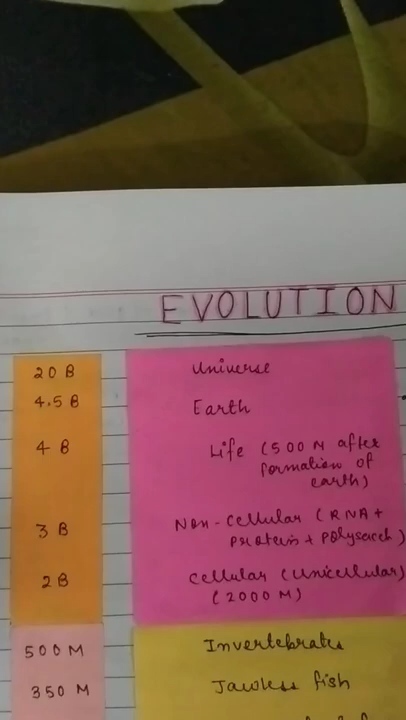 EVOLUTION
20 B Universe
4.5 B Earth
4 B Life (500 M after
formation of
earth)
3 B Non-cellular (RNA +
protein + polysacch)
2 B Cellular (Unicellular)
(2000 M)
500 M Invertebrates
350 M Jawless fish